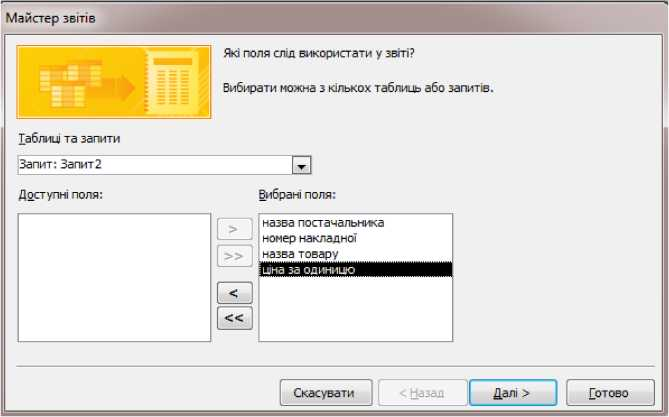 Майстер звітів
Які поля слід використати у звіті?
Вибирати можна з кількох таблиць або запитів.
Таблиці та запити
Запит: Запит2
Доступні поля:
Вибрані поля:
>
>>
<
<<
назва постачальника
номер накладної
назва товару
ціна за одиницю
Скасувати
< Назад
Далі >
Готово